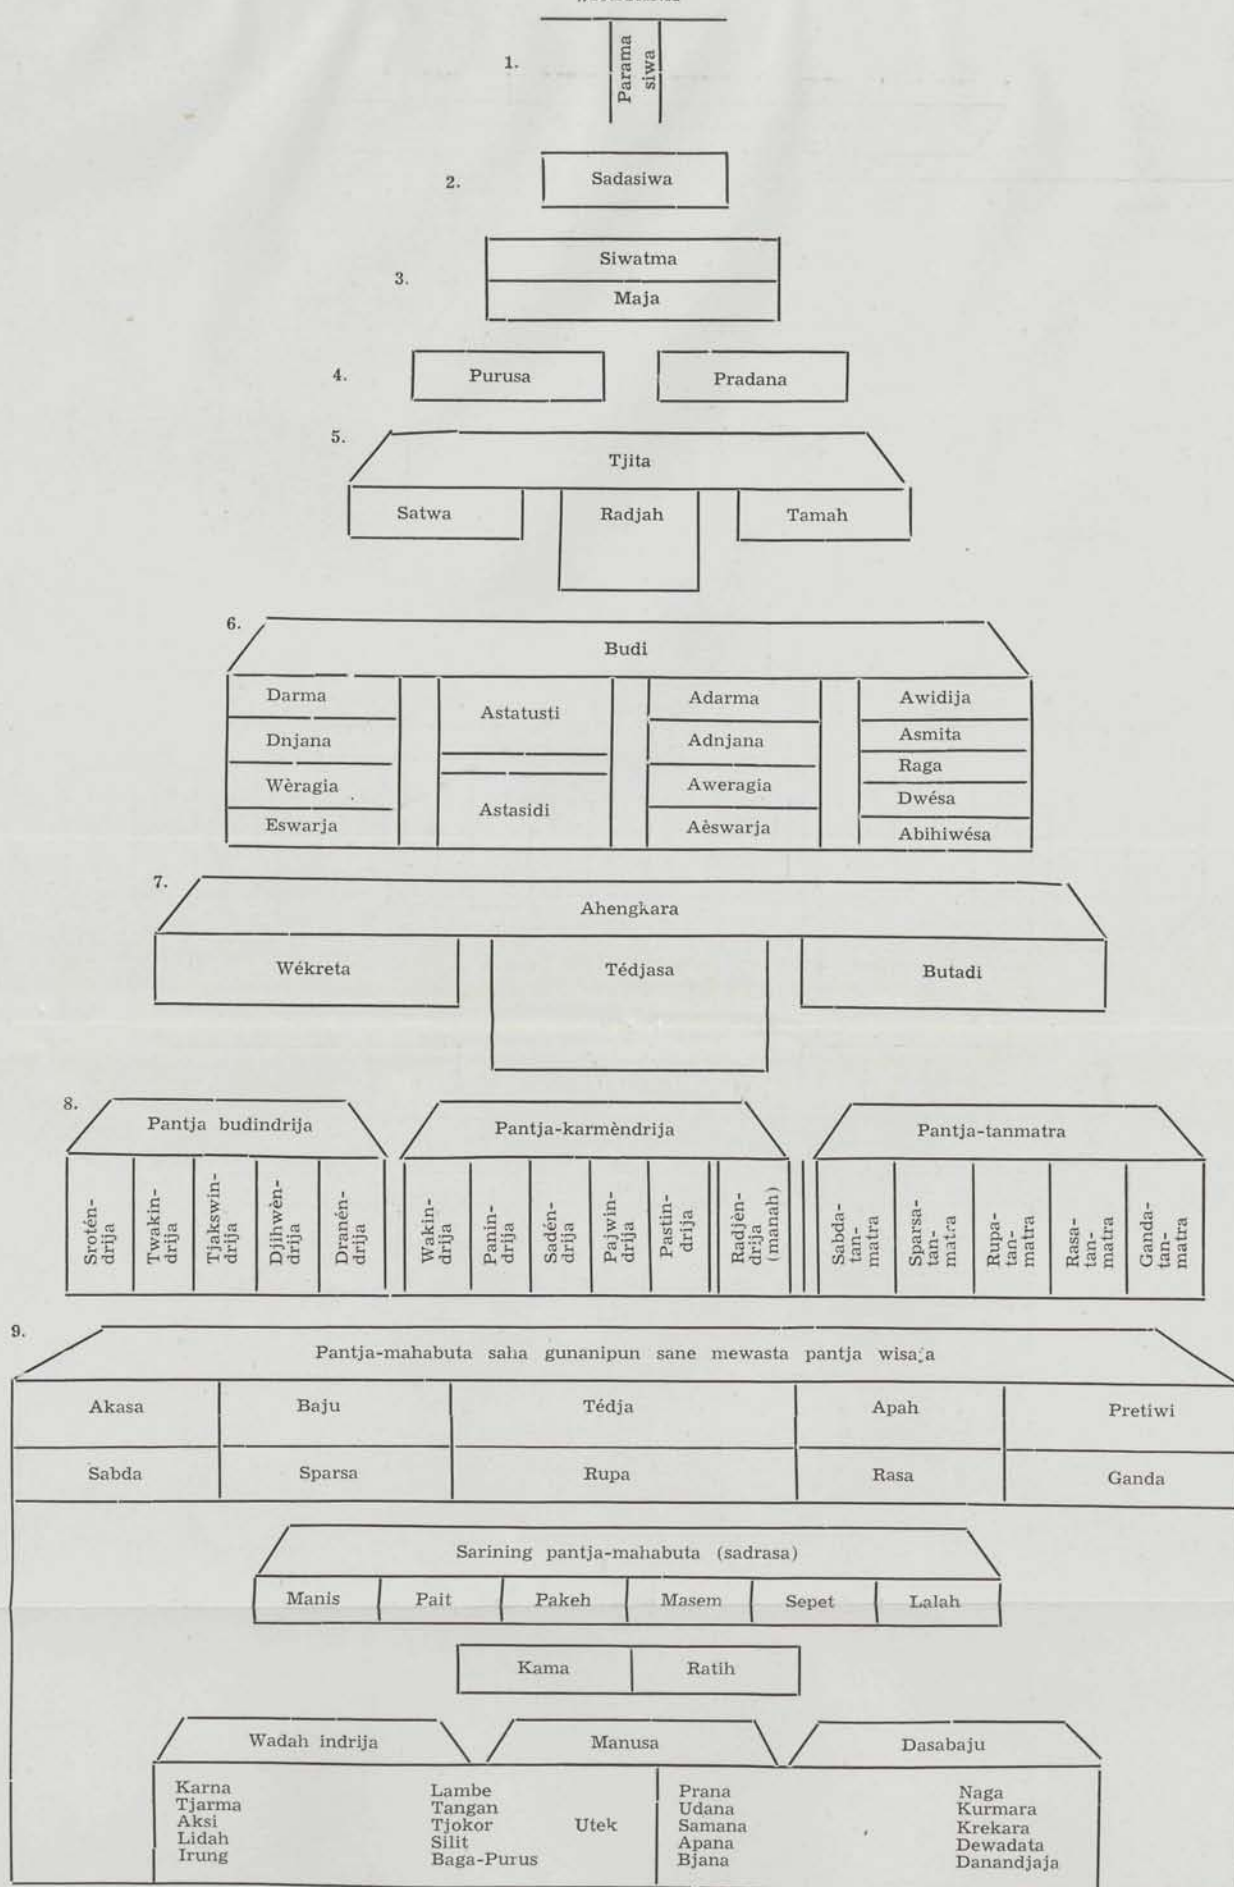 1.
Parama
siwa
2.
Sadasiwa
3.
Siwatma
Maja
4.
Purusa Pradana
5.
Tjita
Satwa Radjah Tamah
6.
Budi
Darma
Dnjana
Wèragia
Eswarja
Astatusti
Astasidi
Adarma
Adnjana
Aweragia
Aèswarja
Awidija
Asmita
Raga
Dwésa
Abihiwésa
7.
Ahengkara
Wékreta Tédjasa Butadi
8.
Pantja budindrija
Srotén-
drija
Twakin-
drija
Tjakswin-
drija
Djihwèn-
drija
Dranén-
drija
Pantja-karmèndrija
Wakin-
drija
Panin-
drija
Sadén-
drija
Pajwin-
drija
Pastin-
drija
Radjèn-
drija
(manah)
Pantja-tanmatra
Sabda-
tan-
matra
Sparsa-
tan-
matra
Rupa-
tan-
matra
Rasa-
tan-
matra
Ganda-
tan-
matra
9.
Pantja-mahabuta saha gunanipun sane mewasta pantja wisaja
Akasa Baju Tédja Apah Pretiwi
Sabda Sparsa Rupa Rasa Ganda
Sarining pantja-mahabuta (sadrasa)
Manis Pait Pakeh Masem Sepet Lalah
Kama Ratih
Wadah indrija Manusa Dasabaju
Karna Lambe Prana Naga
Tjarma Tangan Udana Kurmara
Aksi Tjokor Utek Samana Krekara
Lidah Silit Apana Dewadata
Irung Baga-Purus Bjana Danandjaja